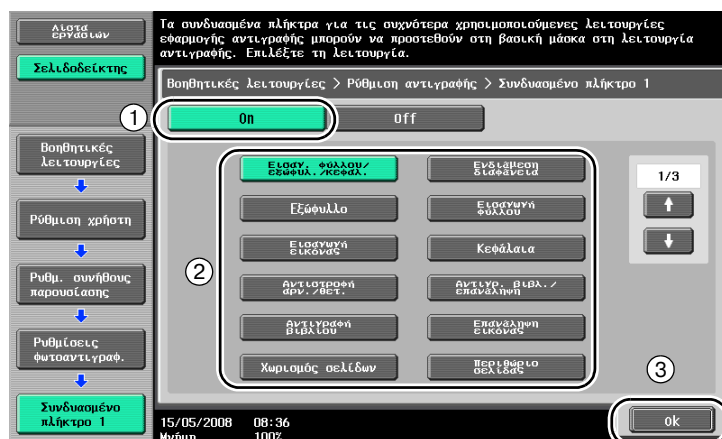 Λίστα
εργασιών
Τα συνδυασμένα πλήκτρα για τις συχνότερα χρησιμοποιούμενες λειτουργίες
εφαρμογής αντιγραφής μπορούν να προστεθούν στη βασική μάσκα στη λειτουργία
αντιγραφής. Επιλέξτε τη λειτουργία.
Σελιδοδείκτης
Βοηθητικές λειτουργίες > Ρύθμιση αντιγραφής > Συνδυασμένο πλήκτρο 1
1
On
Off
Βοηθητικές
λειτουργίες
Ρύθμιση χρήστη
Ρυθμ. συνήθους
παρουσίασης
Ρυθμίσεις
φωτοαντιγραφ.
Συνδυασμένο
πλήκτρο 1
2
Εισαγ. φύλλου/
εξώφυλ./κεφαλ.
Ενδιάμεση
διαφάνεια
Εξώφυλλο
Εισαγωγή
φύλλου
Εισαγωγή
εικόνας
Κεφάλαια
Αντιστροφή
αρν./θετ.
Αντιγρ. βιβλ./
επανάληψη
Αντιγραφή
βιβλίου
Επανάληψη
εικόνας
Χωρισμός σελίδων
Περιθώριο
σελίδας
1/3
3
ok
15/05/2008 08:36
Μνήμη 100%